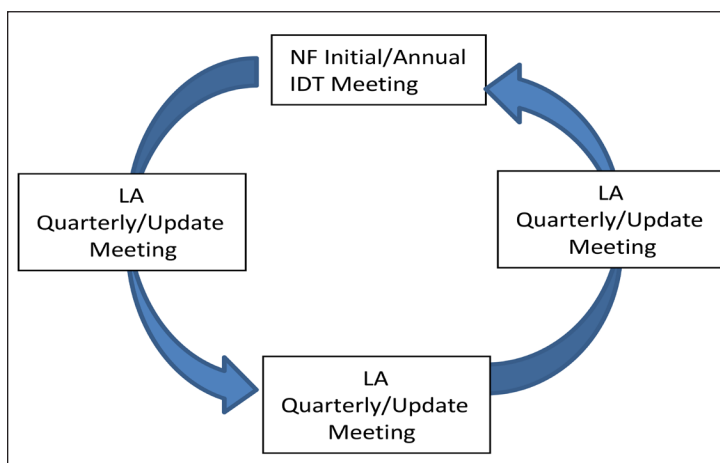 NF Initial/Annual
IDT Meeting
LA
Quarterly/Update
Meeting
LA
Quarterly/Update
Meeting
LA
Quarterly/Update
Meeting